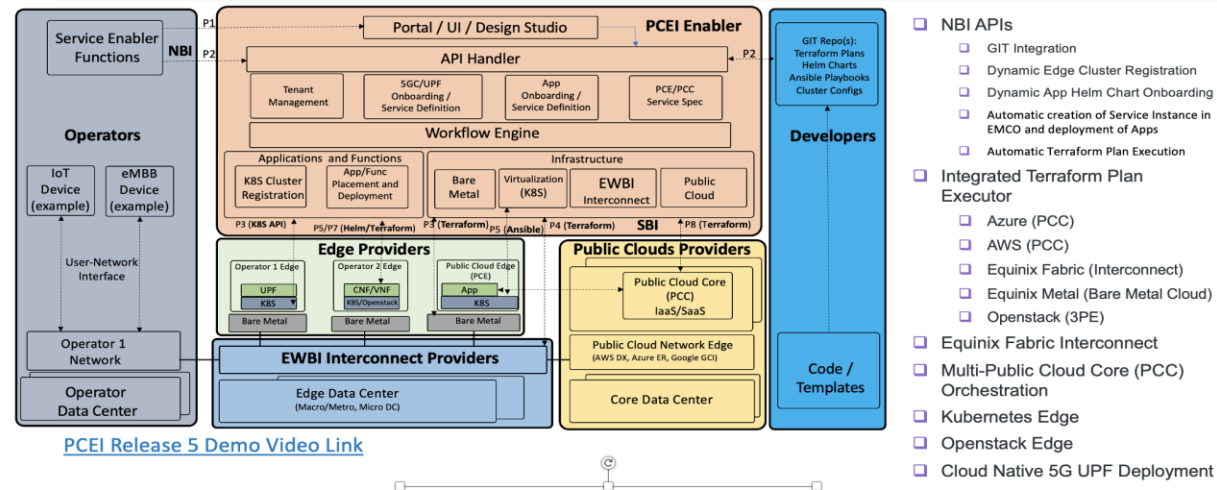 Service Enabler
Functions
NBI
P1
P2
Operators
IoT
Device
(example)
eMBB
Device
(example)
User-Network
Interface
Operator 1
Network
Operator
Data Center
Portal / UI / Design Studio
PCEI Enabler
API Handler
Tenant
Management
5GC/UPF
Onboarding /
Service Definition
App
Onboarding /
Service Definition
PCE/PCC
Service Spec
Workflow Engine
Applications and Functions
K8S Cluster
Registration
App/Func
Placement and
Deployment
Infrastructure
Bare
Metal
Virtualization
(K8S)
EWBI
Interconnect
Public
Cloud
P3 (K8S API)
P5/P7 (Helm/Terraform)
P3 (Terraform)
P5 (Ansible)
P4 (Terraform)
SBI
P8 (Terraform)
Edge Providers
Operator 1 Edge
UPF
K8S
Bare Metal
Operator 2 Edge
CNF/VNF
K8S/Openstack
Bare Metal
Public Cloud Edge
(PCE)
App
K8S
Bare Metal
Public Clouds Providers
Public Cloud Core
(PCC)
IaaS/SaaS
Public Cloud Network Edge
(AWS DX, Azure ER, Google GCI)
Core Data Center
EWBI Interconnect Providers
Edge Data Center
(Macro/Metro, Micro DC)
P2
GIT Repo(s):
Terraform Plans
Helm Charts
Ansible Playbooks
Cluster Configs
Developers
Code /
Templates
PCEI Release 5 Demo Video Link
NBI APIs
GIT Integration
Dynamic Edge Cluster Registration
Dynamic App Helm Chart Onboarding
Automatic creation of Service Instance in
EMCO and deployment of Apps
Automatic Terraform Plan Execution
Integrated Terraform Plan
Executor
Azure (PCC)
AWS (PCC)
Equinix Fabric (Interconnect)
Equinix Metal (Bare Metal Cloud)
Openstack (3PE)
Equinix Fabric Interconnect
Multi-Public Cloud Core (PCC)
Orchestration
Kubernetes Edge
Openstack Edge
Cloud Native 5G UPF Deployment